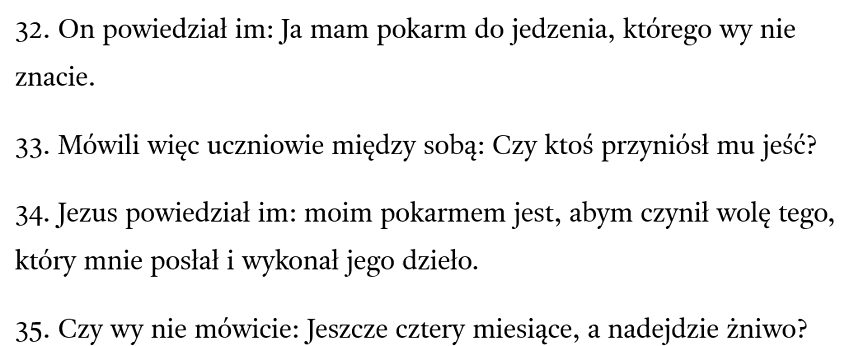 32. On powiedział im: Ja mam pokarm do jedzenia, którego wy nie
znacie.
33. Mówili więc uczniowie między sobą: Czy ktoś przyniósł mu jeść?
34. Jezus powiedział im: moim pokarmem jest, abym czynił wolę tego,
który mnie posłał i wykonał jego dzieło.
35. Czy wy nie mówicie: Jeszcze cztery miesiące, a nadejdzie żniwo?